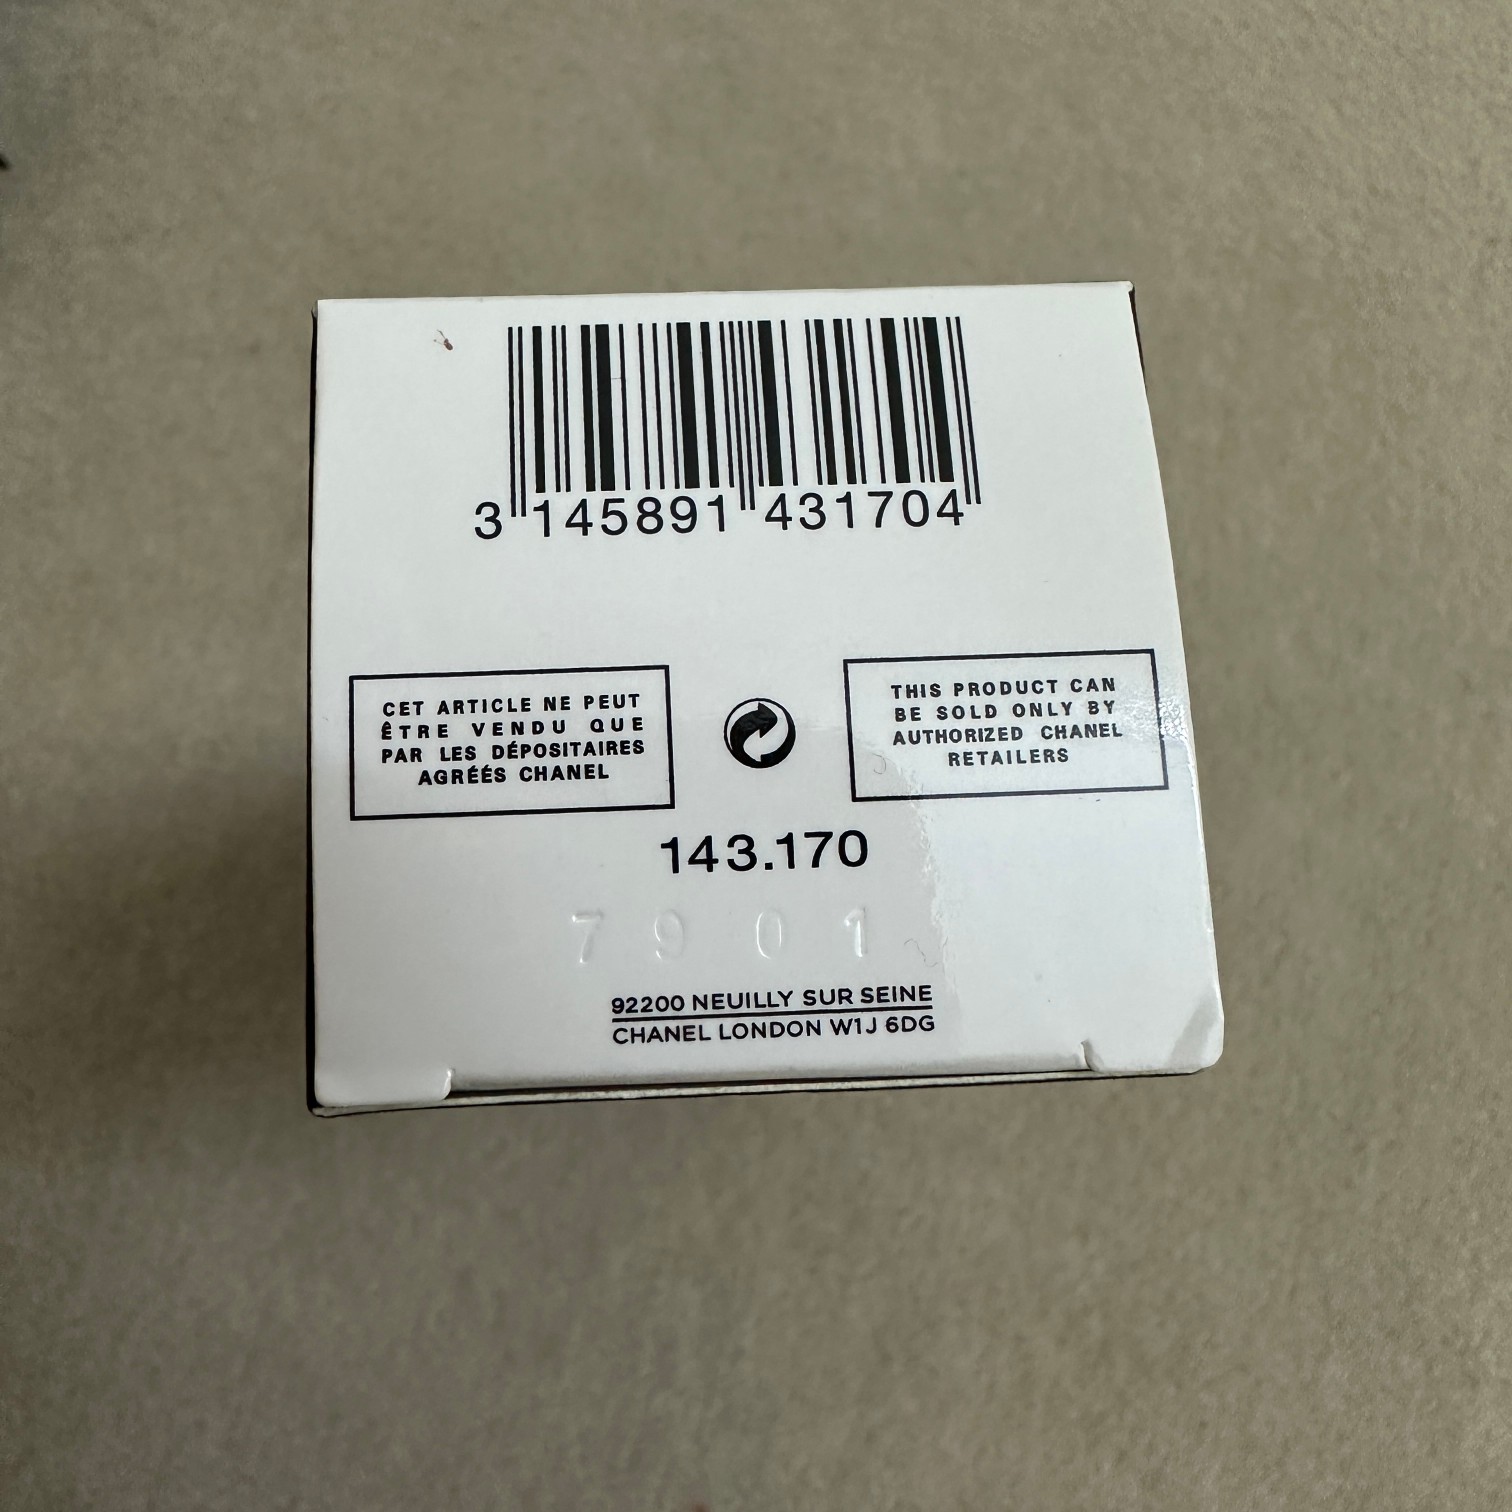 3 145891 431704
CET ARTICLE NE PEUT
ÊTRE VENDU QUE
PAR LES DÉPOSITAIRES
AGRÉÉS CHANEL
THIS PRODUCT CAN
BE SOLD ONLY BY
AUTHORIZED CHANEL
RETAILERS
143.170
7901
92200 NEUILLY SUR SEINE
CHANEL LONDON W1J 6DG